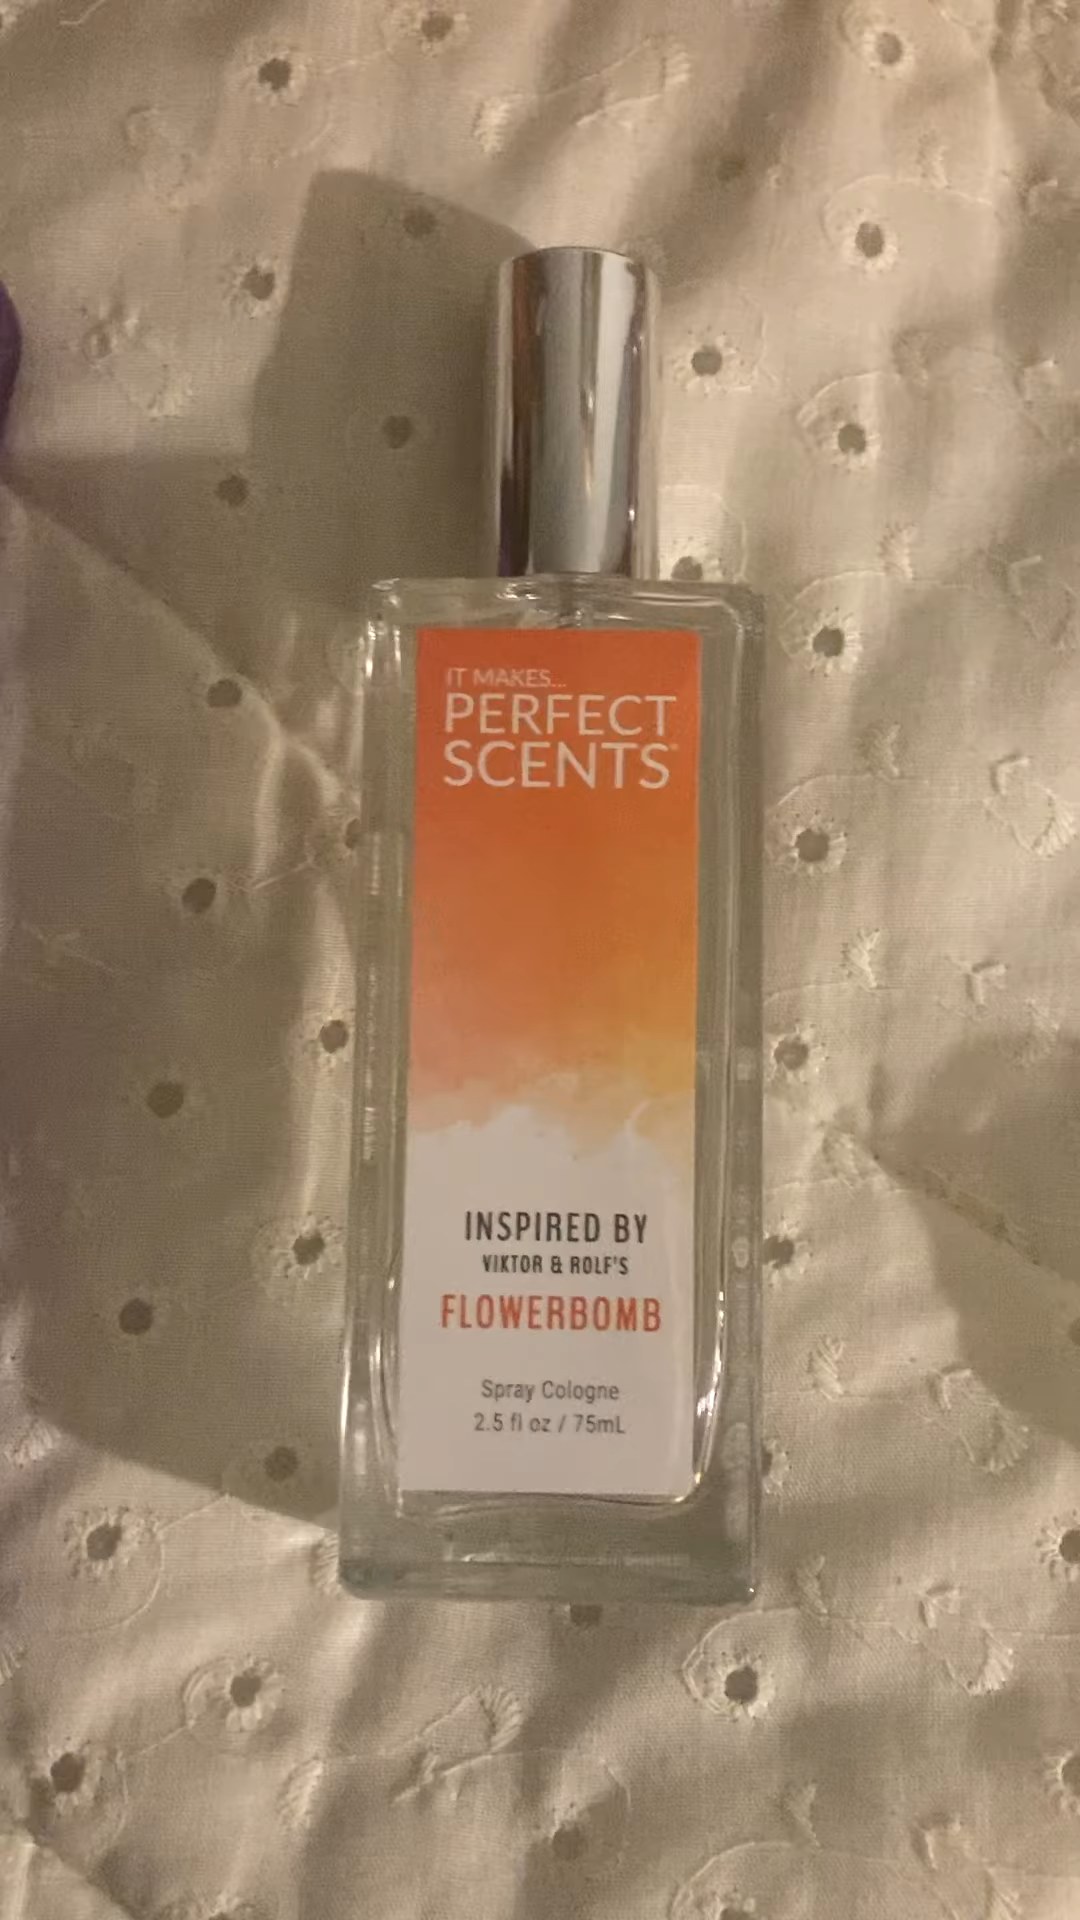 IT MAKES...
PERFECT
SCENTS®
INSPIRED BY
VIKTOR & ROLF'S
FLOWERBOMB
Spray Cologne
2.5 fl oz / 75mL